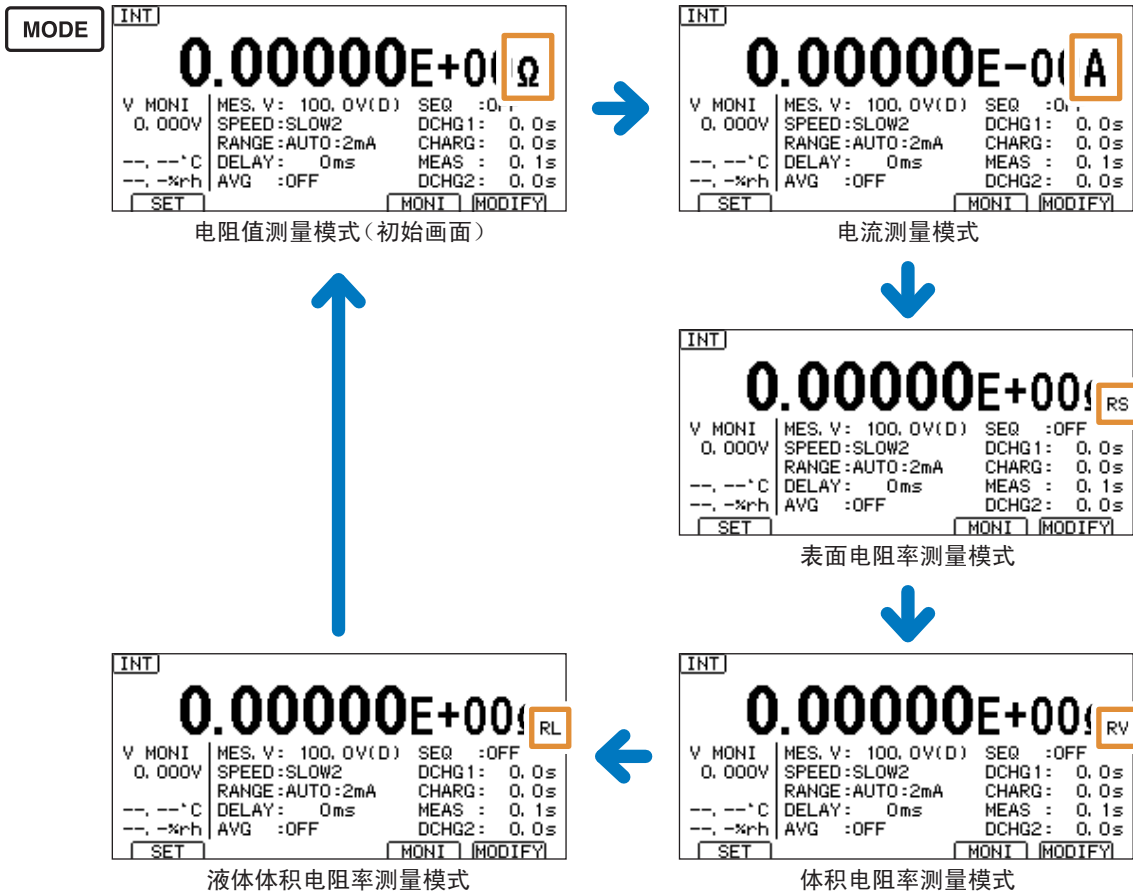 MODE
INT
0.00000E+00 Ω
V MONI MES.V: 100.0V(D) SEQ :OFF
0.000V SPEED:SLOW2 DCHG1: 0.0s
RANGE:AUTO:2mA CHARG: 0.0s
--.--°C DELAY: 0ms MEAS : 0.1s
--.-%rh AVG :OFF DCHG2: 0.0s
SET MONI MODIFY
电阻值测量模式（初始画面）
INT
0.00000E-00 A
V MONI MES.V: 100.0V(D) SEQ :OFF
0.000V SPEED:SLOW2 DCHG1: 0.0s
RANGE:AUTO:2mA CHARG: 0.0s
--.--°C DELAY: 0ms MEAS : 0.1s
--.-%rh AVG :OFF DCHG2: 0.0s
SET MONI MODIFY
电流测量模式
INT
0.00000E+00Ω RS
V MONI MES.V: 100.0V(D) SEQ :OFF
0.000V SPEED:SLOW2 DCHG1: 0.0s
RANGE:AUTO:2mA CHARG: 0.0s
--.--°C DELAY: 0ms MEAS : 0.1s
--.-%rh AVG :OFF DCHG2: 0.0s
SET MONI MODIFY
表面电阻率测量模式
INT
0.00000E+00Ω RV
V MONI MES.V: 100.0V(D) SEQ :OFF
0.000V SPEED:SLOW2 DCHG1: 0.0s
RANGE:AUTO:2mA CHARG: 0.0s
--.--°C DELAY: 0ms MEAS : 0.1s
--.-%rh AVG :OFF DCHG2: 0.0s
SET MONI MODIFY
体积电阻率测量模式
INT
0.00000E+00Ω RL
V MONI MES.V: 100.0V(D) SEQ :OFF
0.000V SPEED:SLOW2 DCHG1: 0.0s
RANGE:AUTO:2mA CHARG: 0.0s
--.--°C DELAY: 0ms MEAS : 0.1s
--.-%rh AVG :OFF DCHG2: 0.0s
SET MONI MODIFY
液体体积电阻率测量模式